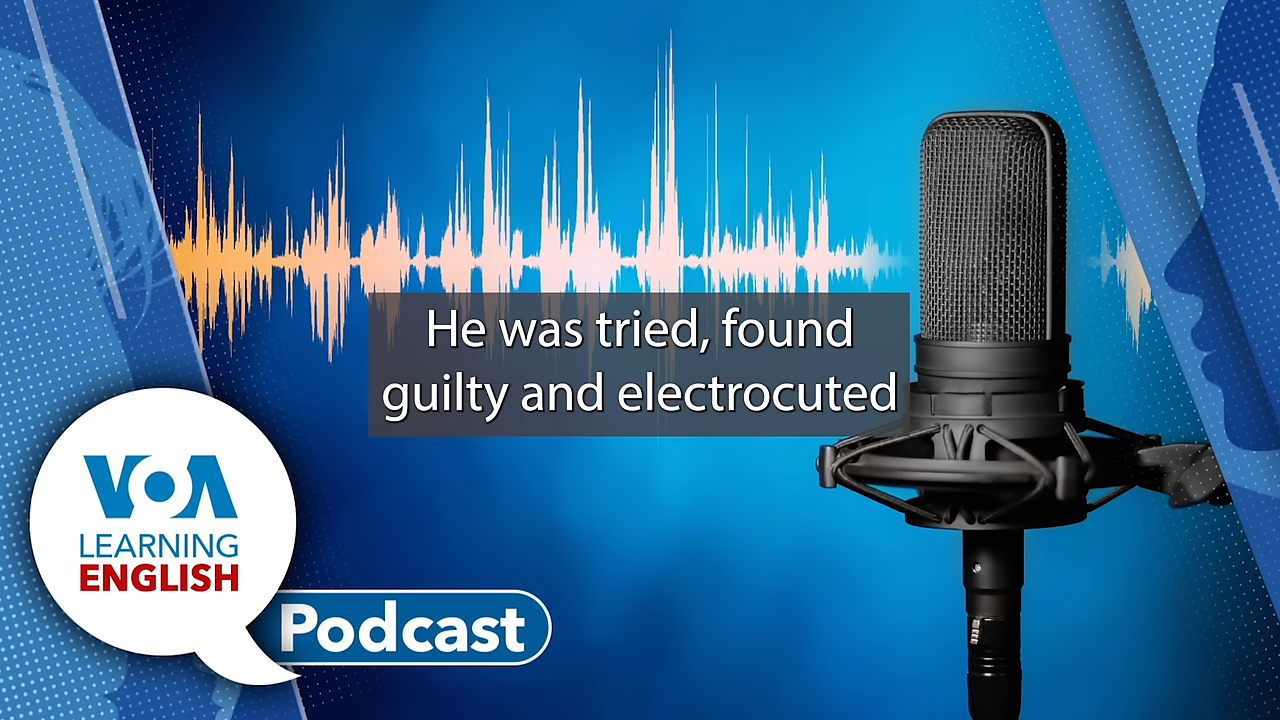 He was tried, found
guilty and electrocuted
VOA
LEARNING
ENGLISH
Podcast